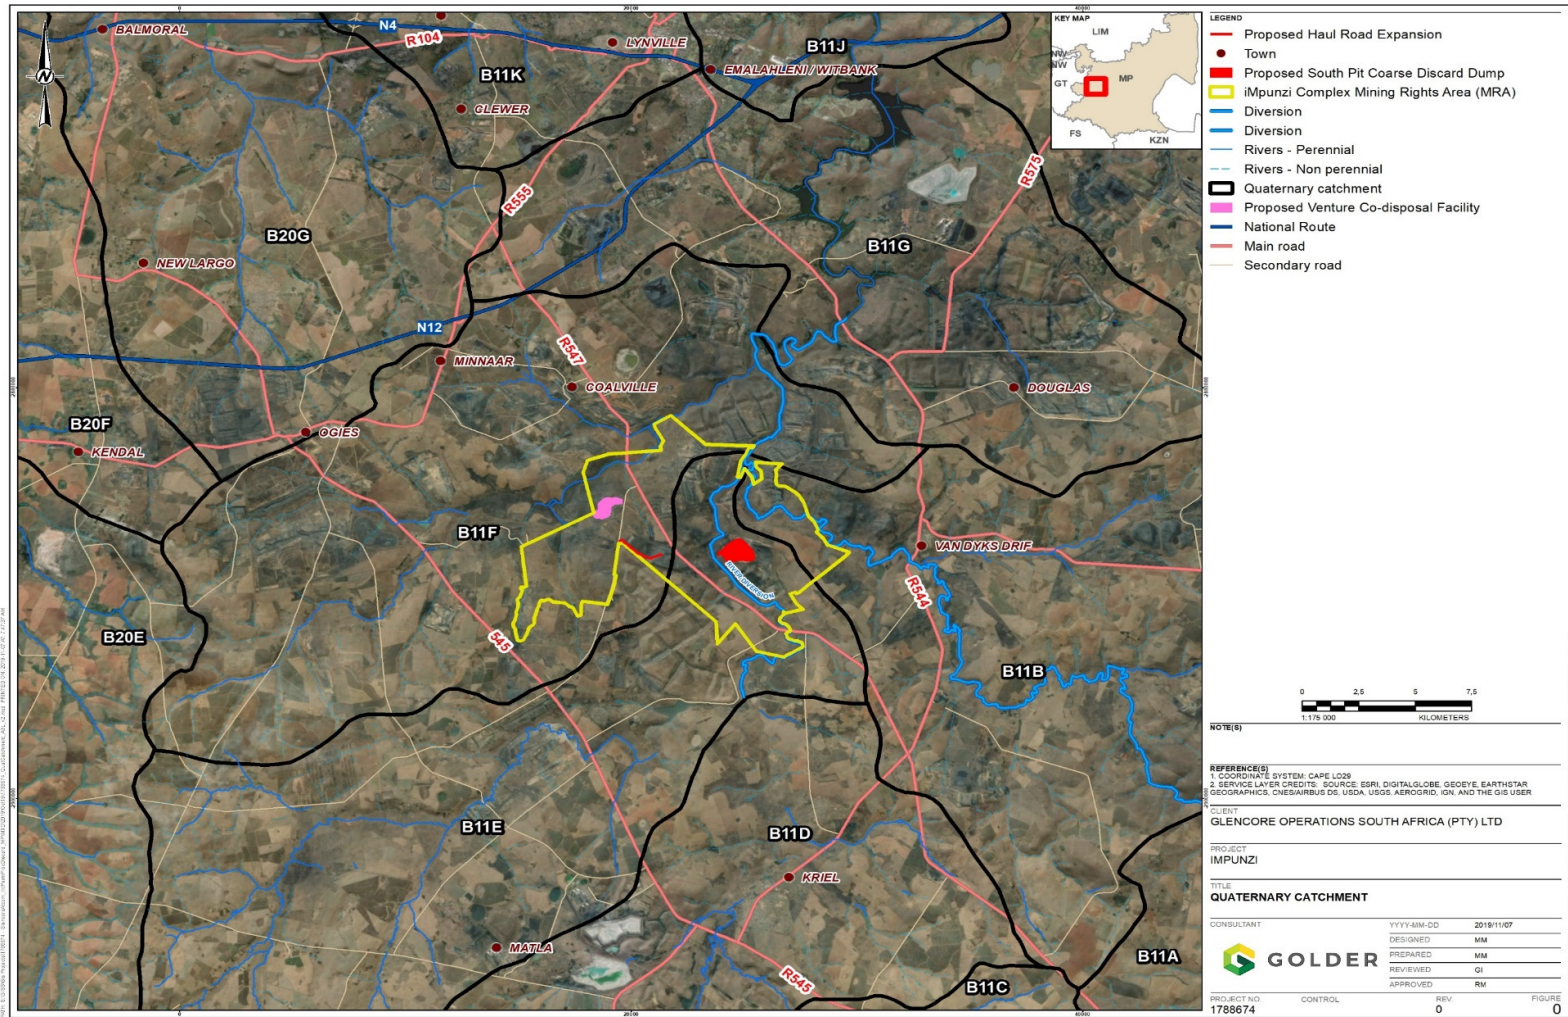 BALMORAL
N4
R104
LYNVILLE
B11J
EMALAHLENI / WITBANK
B11K
CLEWER
R555
R575
B20G
B11G
NEW LARGO
N12
R547
MINNAAR
COALVILLE
DOUGLAS
B20F
OGIES
KENDAL
B11F
VAN DYKS DRIF
RIVER DIVERSION
R544
B20E
545
B11B
B11E
B11D
KRIEL
MATLA
R545
B11A
B11C
N
0
20000
40000
KEY MAP
LIM
NW
NW
GT
MP
FS
KZN
LEGEND
Proposed Haul Road Expansion
Town
Proposed South Pit Coarse Discard Dump
iMpunzi Complex Mining Rights Area (MRA)
Diversion
Diversion
Rivers - Perennial
Rivers - Non perennial
Quaternary catchment
Proposed Venture Co-disposal Facility
National Route
Main road
Secondary road
0 2,5 5 7,5
1:175 000 KILOMETERS
NOTE(S)
REFERENCE(S)
1. COORDINATE SYSTEM: CAPE LO29
2. SERVICE LAYER CREDITS: SOURCE: ESRI, DIGITALGLOBE, GEOEYE, EARTHSTAR
GEOGRAPHICS, CNES/AIRBUS DS, USDA, USGS, AEROGRID, IGN, AND THE GIS USER
CLIENT
GLENCORE OPERATIONS SOUTH AFRICA (PTY) LTD
PROJECT
IMPUNZI
TITLE
QUATERNARY CATCHMENT
CONSULTANT
GOLDER
YYYY-MM-DD 2019/11/07
DESIGNED MM
PREPARED MM
REVIEWED GI
APPROVED RM
PROJECT NO. CONTROL REV. FIGURE
1788674 0 0